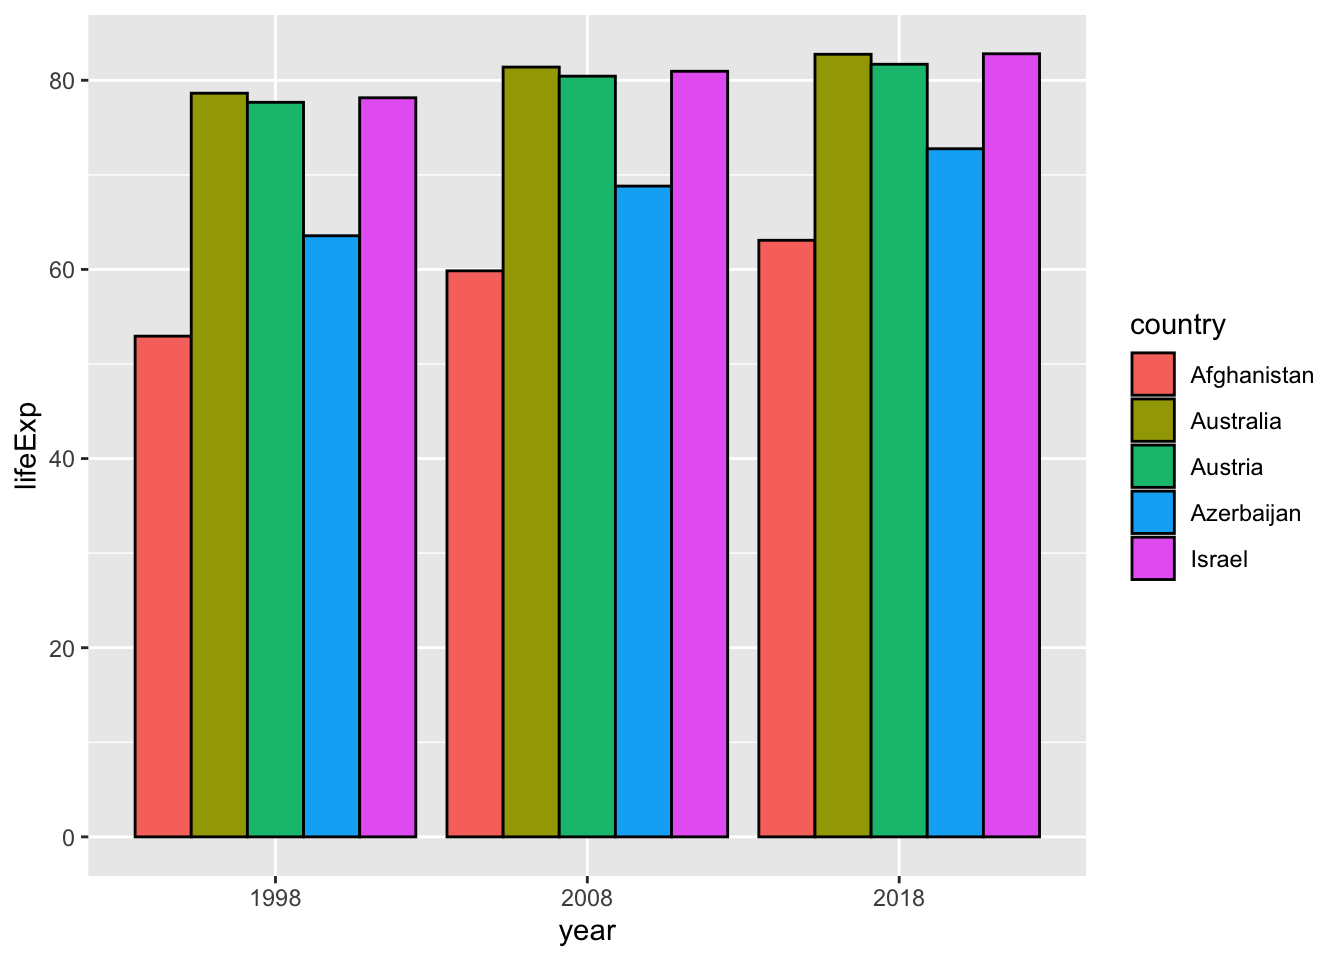 lifeExp
80
60
40
20
0
1998
2008
2018
year
country
Afghanistan
Australia
Austria
Azerbaijan
Israel